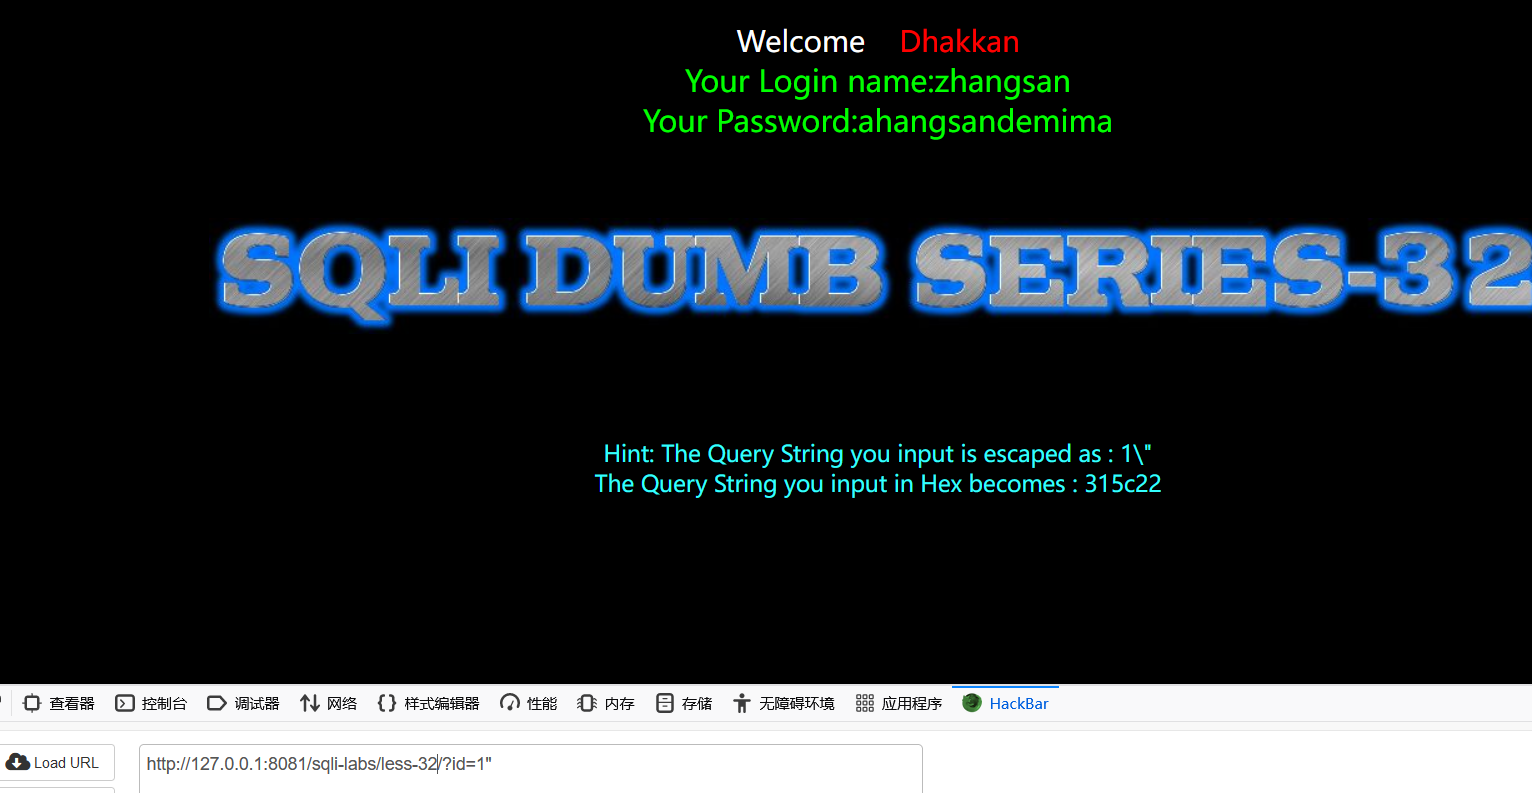 Welcome Dhakkan
Your Login name:zhangsan
Your Password:ahangsandemima
SQLI DUMB SERIES-32
Hint: The Query String you input is escaped as : 1\"
The Query String you input in Hex becomes : 315c22
查看器 控制台 调试器 网络 样式编辑器 性能 内存 存储 无障碍环境 应用程序 HackBar
Load URL http://127.0.0.1:8081/sqli-labs/less-32/?id=1"